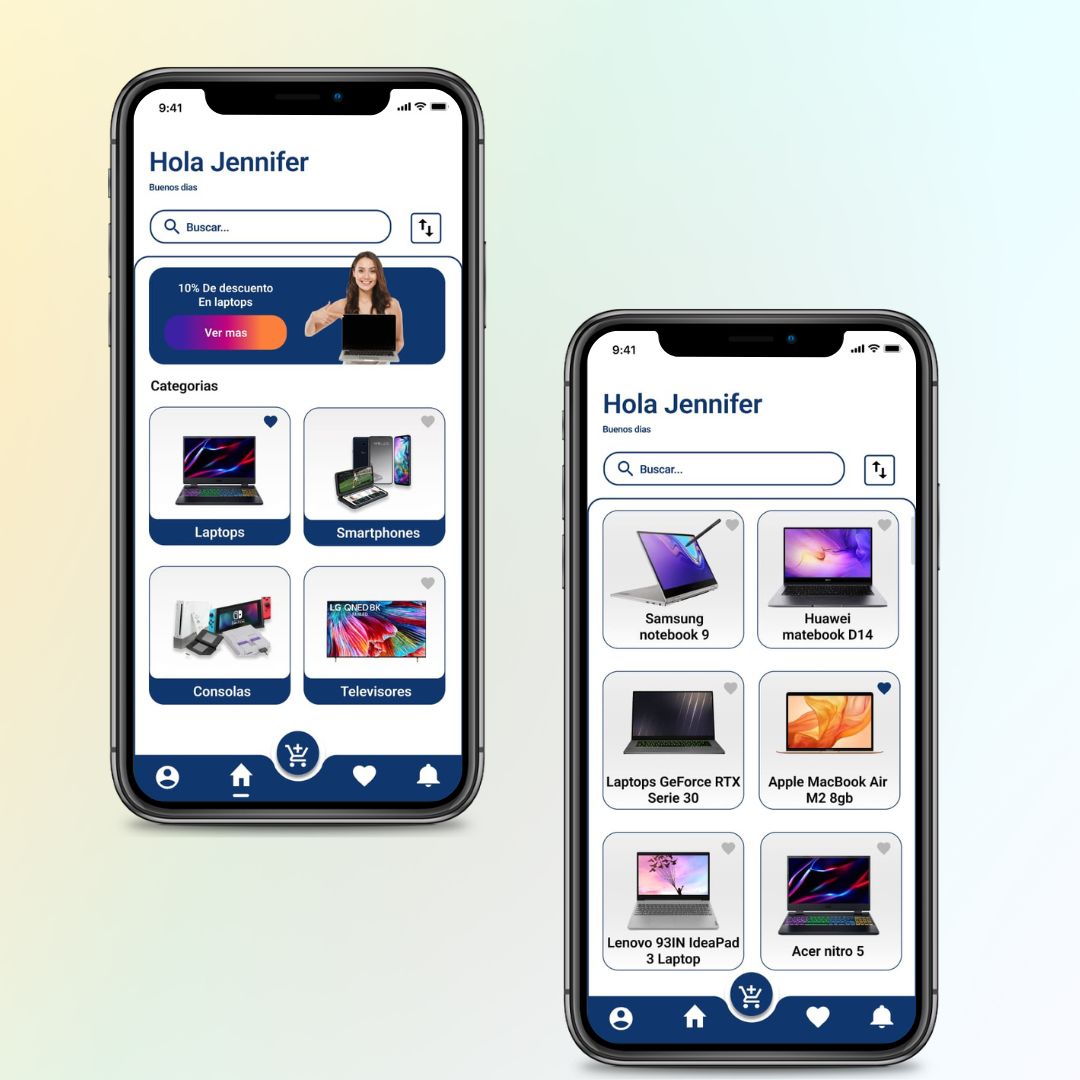 9:41
Hola Jennifer
Buenos dias
Buscar...
10% De descuento
En laptops
Ver mas
Categorias
Laptops
Smartphones
LG QNED 8K
Consolas
Televisores
9:41
Hola Jennifer
Buenos dias
Buscar...
Samsung
notebook 9
Huawei
matebook D14
Laptops GeForce RTX
Serie 30
Apple MacBook Air
M2 8gb
Lenovo 93IN IdeaPad
3 Laptop
Acer nitro 5